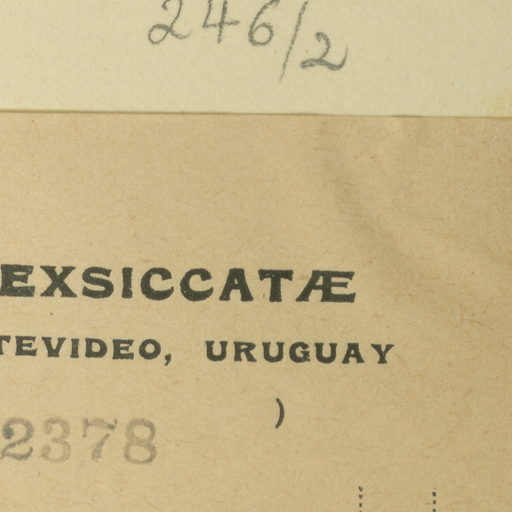 246/2
EXSICCATÆ
TEVIDEO, URUGUAY
)
2378